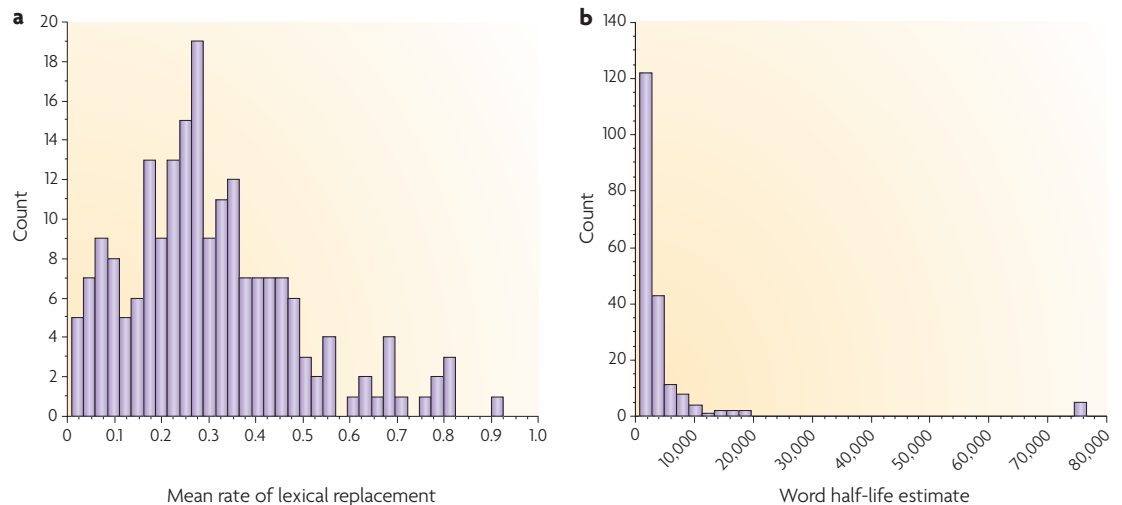 a
20
18
16
14
12
10
8
6
4
2
0
Count
0 0.1 0.2 0.3 0.4 0.5 0.6 0.7 0.8 0.9 1.0
Mean rate of lexical replacement
b
140
120
100
80
60
40
20
0
Count
0 10,000 20,000 30,000 40,000 50,000 60,000 70,000 80,000
Word half-life estimate